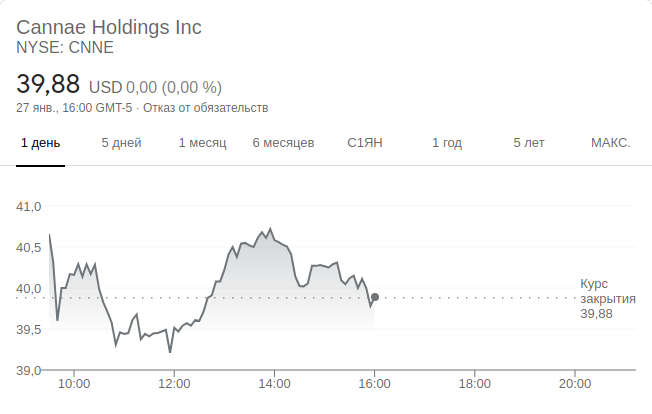 Cannae Holdings Inc
NYSE: CNNE
39,88 USD 0,00 (0,00 %)
27 янв., 16:00 GMT-5 · Отказ от обязательств
1 день 5 дней 1 месяц 6 месяцев С1ЯН 1 год 5 лет МАКС.
41,0
40,5
40,0
39,5
39,0
Курс
закрытия
39,88
10:00 12:00 14:00 16:00 18:00 20:00